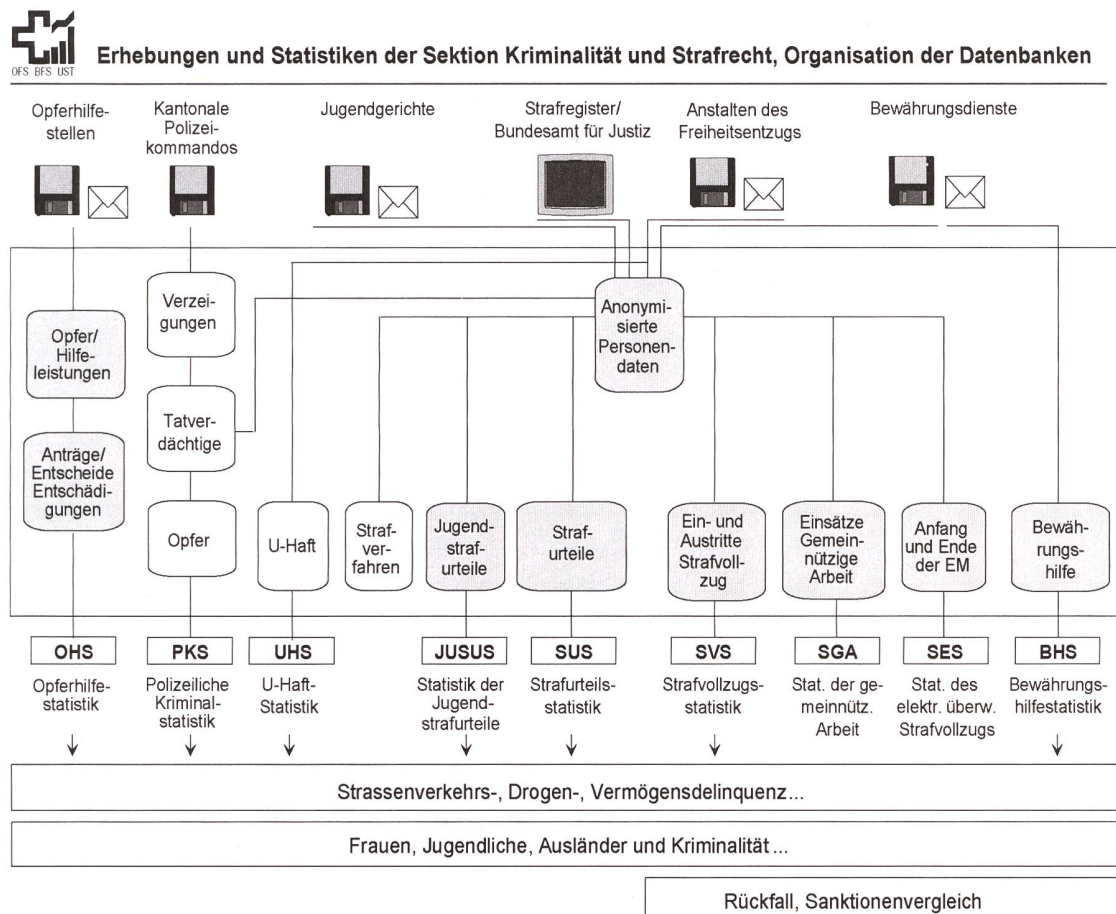 OFS BFS UST
Erhebungen und Statistiken der Sektion Kriminalität und Strafrecht, Organisation der Datenbanken
Opferhilfe-
stellen
Kantonale
Polizei-
kommandos
Jugendgerichte
Strafregister/
Bundesamt für Justiz
Anstalten des
Freiheitsentzugs
Bewährungsdienste
Opfer/
Hilfe-
leistungen
Anträge/
Entscheide
Entschädi-
gungen
Verzei-
gungen
Tatver-
dächtige
Opfer
Anonymi-
sierte
Personen-
daten
U-Haft
Straf-
ver-
fahren
Jugend-
straf-
urteile
Straf-
urteile
Ein- und
Austritte
Strafvoll-
zug
Einsätze
Gemein-
nützige
Arbeit
Anfang
und Ende
der EM
Bewäh-
rungs-
hilfe
OHS
Opferhilfe-
statistik
PKS
Polizeiliche
Kriminal-
statistik
UHS
U-Haft-
Statistik
JUSUS
Statistik der
Jugend-
strafurteile
SUS
Strafurteils-
statistik
SVS
Strafvollzugs-
statistik
SGA
Stat. der ge-
meinnütz.
Arbeit
SES
Stat. des
elektr. überw.
Strafvollzugs
BHS
Bewährungs-
hilfestatistik
Strassenverkehrs-, Drogen-, Vermögensdelinquenz...
Frauen, Jugendliche, Ausländer und Kriminalität ...
Rückfall, Sanktionenvergleich